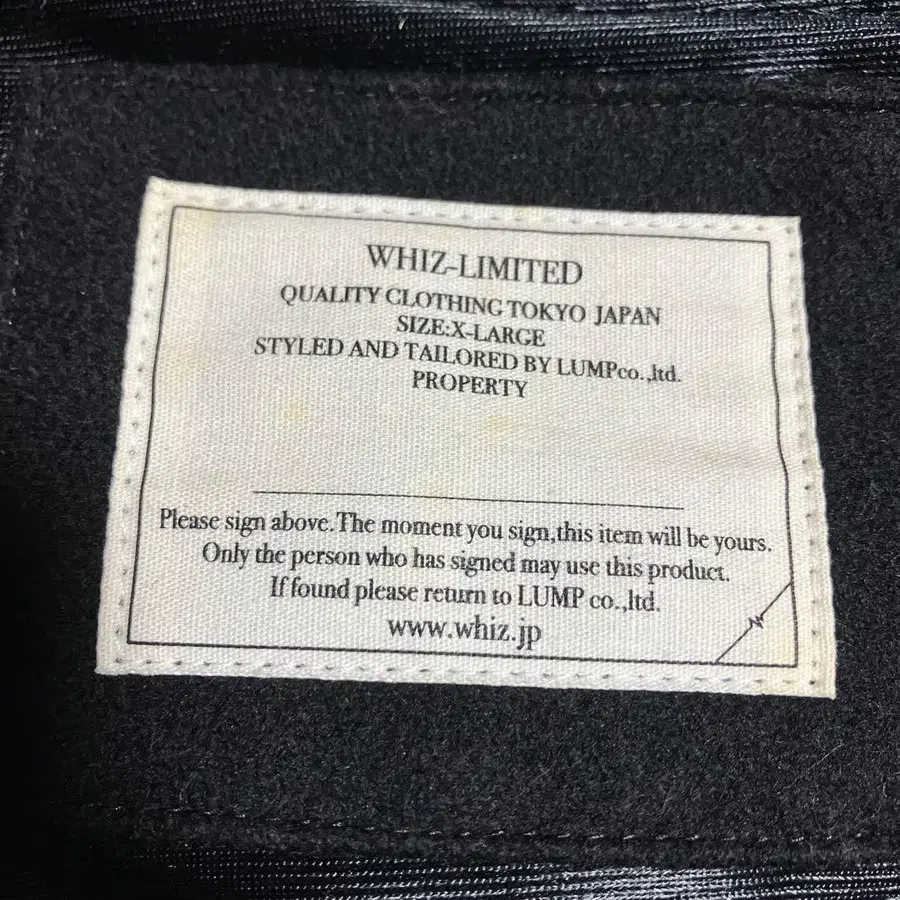 WHIZ-LIMITED
QUALITY CLOTHING TOKYO JAPAN
SIZE:X-LARGE
STYLED AND TAILORED BY LUMPco.,ltd.
PROPERTY
Please sign above.The moment you sign,this item will be yours.
Only the person who has signed may use this product.
If found please return to LUMP co.,ltd.
www.whiz.jp